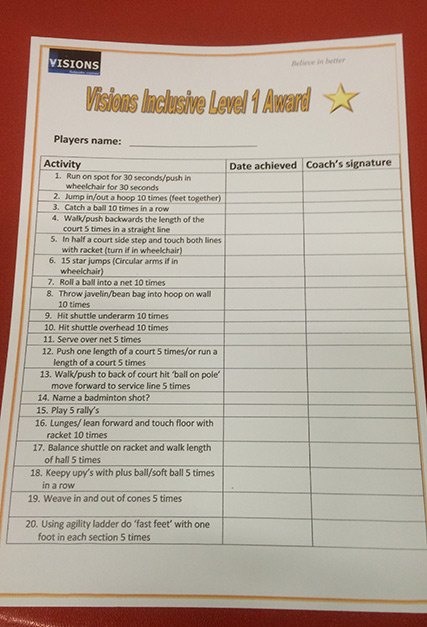 VISIONS
Believe in better
Visions Inclusive Level 1 Award
Players name:
Activity Date achieved Coach's signature
1. Run on spot for 30 seconds/push in
wheelchair for 30 seconds
2. Jump in/out a hoop 10 times (feet together)
3. Catch a ball 10 times in a row
4. Walk/push backwards the length of the
court 5 times in a straight line
5. In half a court side step and touch both lines
with racket (turn if in wheelchair)
6. 15 star jumps (Circular arms if in
wheelchair)
7. Roll a ball into a net 10 times
8. Throw javelin/bean bag into hoop on wall
10 times
9. Hit shuttle underarm 10 times
10. Hit shuttle overhead 10 times
11. Serve over net 5 times
12. Push one length of a court 5 times/or run a
length of a court 5 times
13. Walk/push to back of court hit 'ball on pole'
move forward to service line 5 times
14. Name a badminton shot?
15. Play 5 rally's
16. Lunges/ lean forward and touch floor with
racket 10 times
17. Balance shuttle on racket and walk length
of hall 5 times
18. Keepy upy's with plus ball/soft ball 5 times
in a row
19. Weave in and out of cones 5 times
20. Using agility ladder do 'fast feet' with one
foot in each section 5 times